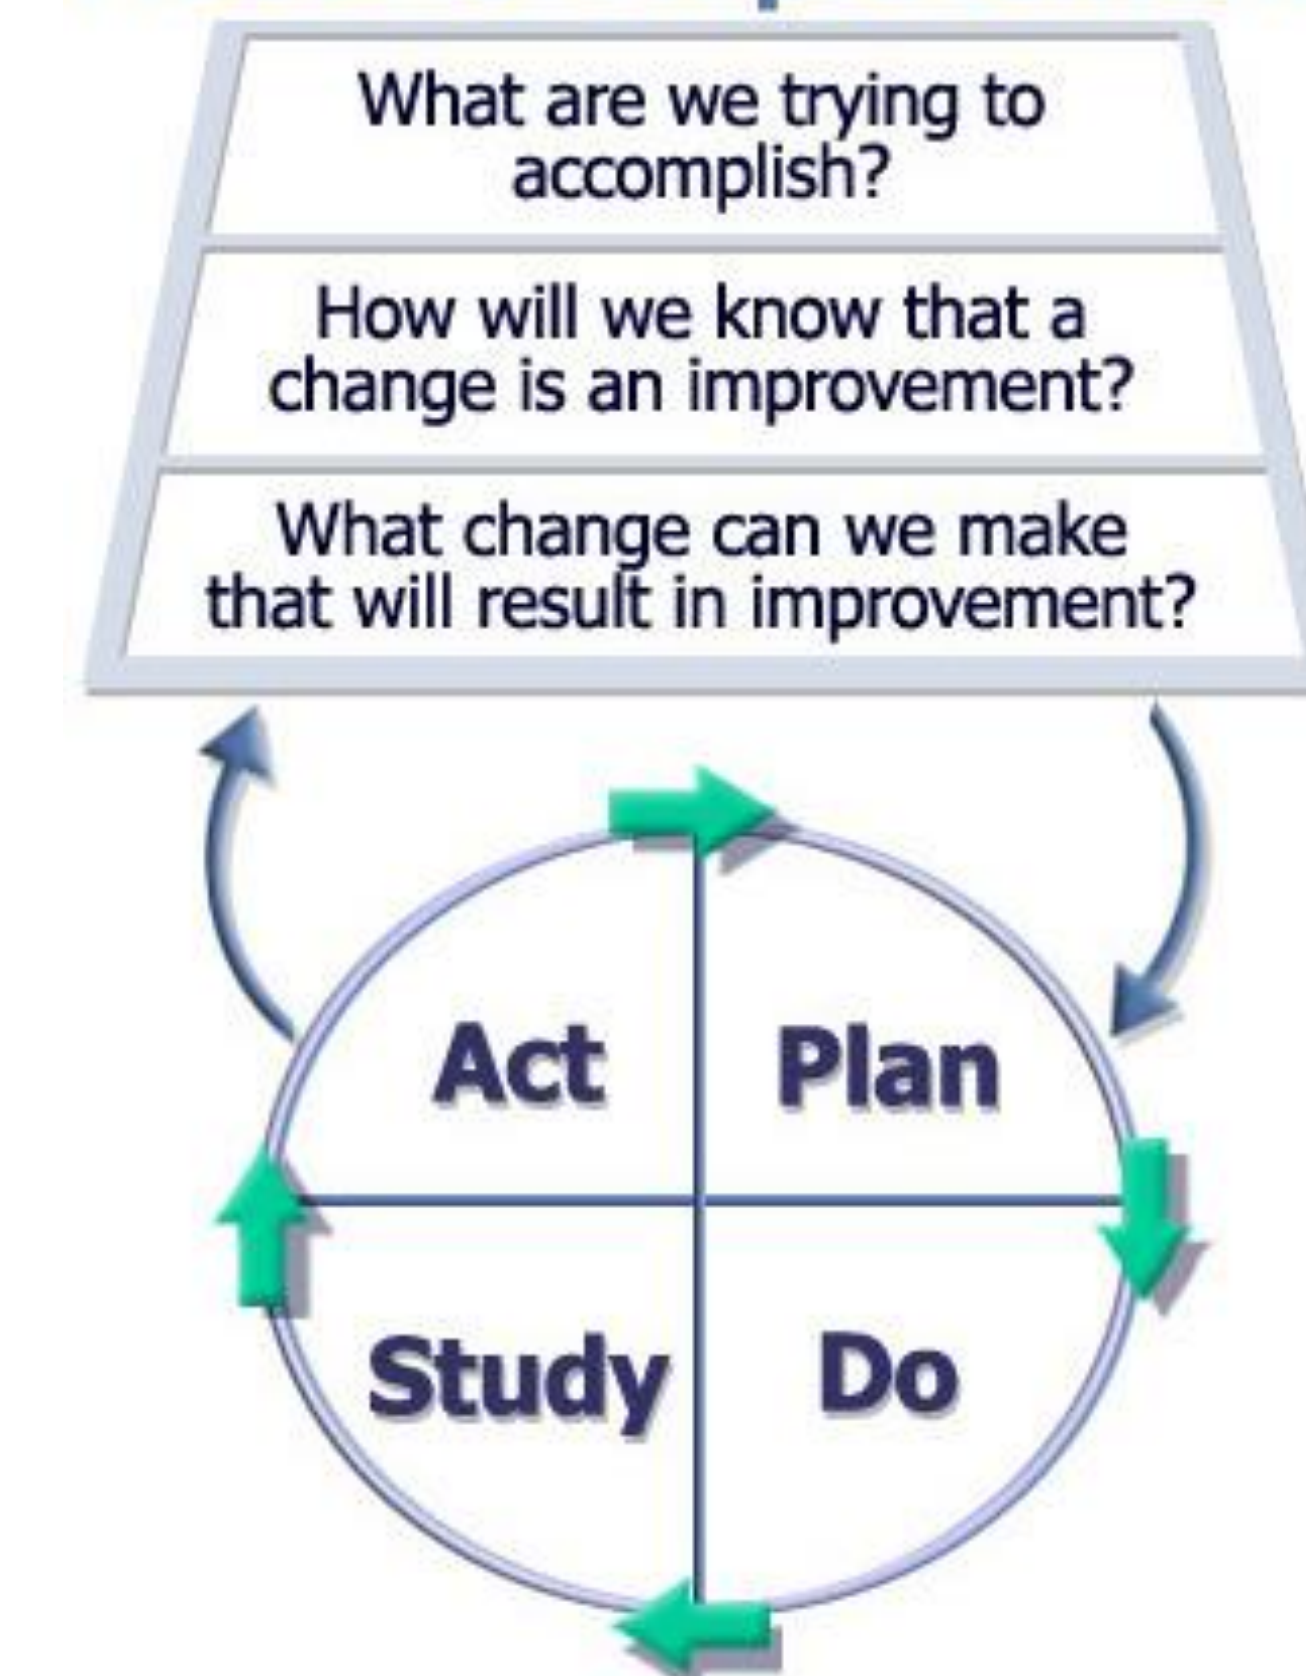 What are we trying to
accomplish?
How will we know that a
change is an improvement?
What change can we make
that will result in improvement?
Act
Plan
Study
Do